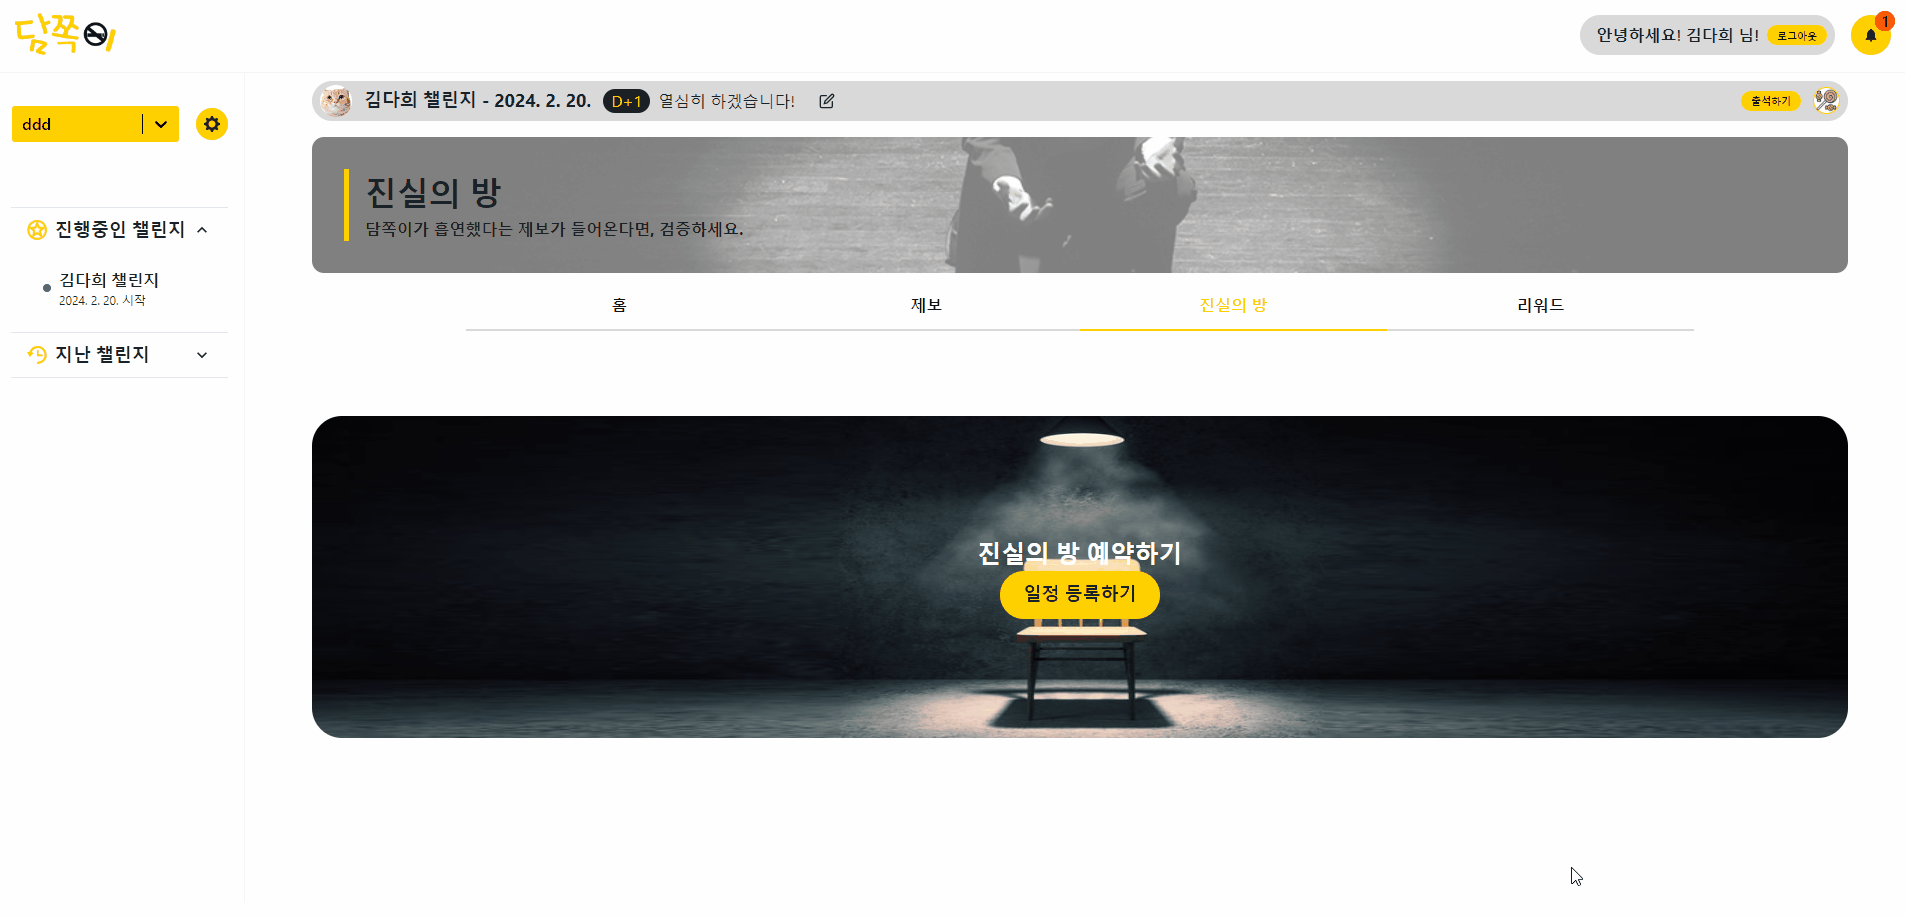 담쪽이
안녕하세요! 김다희 님!
로그아웃
1
ddd
김다희 챌린지 - 2024. 2. 20.
D+1
열심히 하겠습니다!
출석하기
진실의 방
담쪽이가 흡연했다는 제보가 들어온다면, 검증하세요.
진행중인 챌린지
김다희 챌린지
2024. 2. 20. 시작
지난 챌린지
홈
제보
진실의 방
리워드
진실의 방 예약하기
일정 등록하기